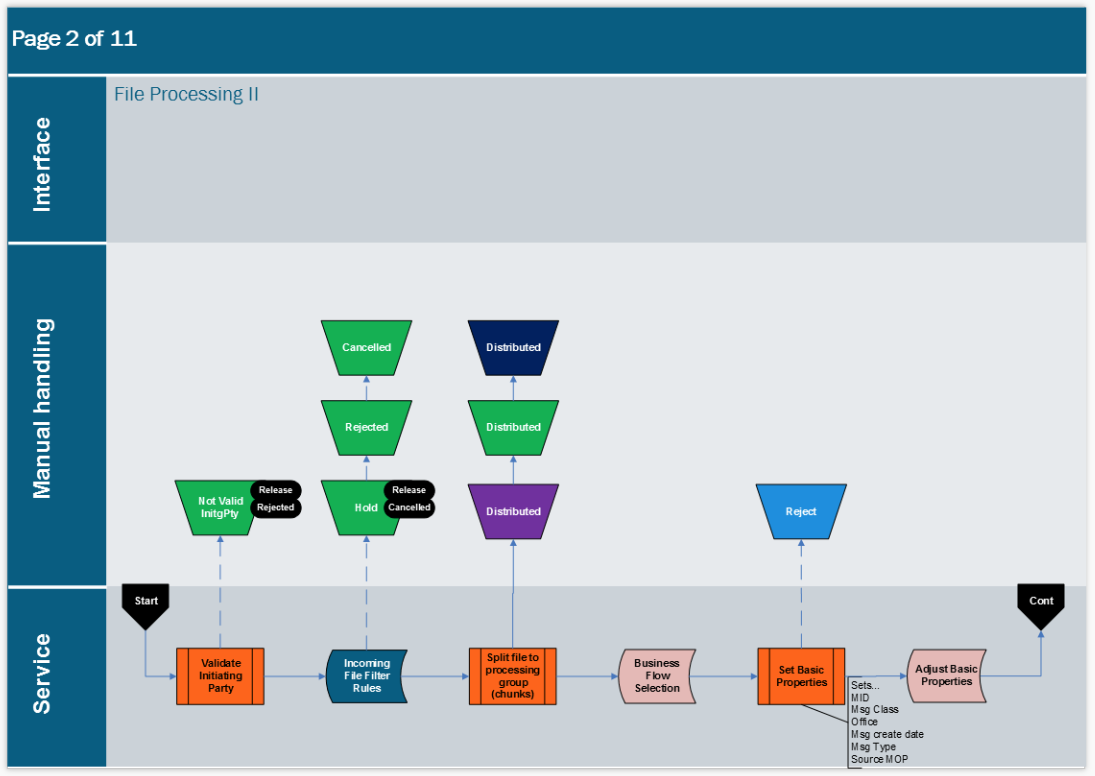 Page 2 of 11
Interface
File Processing II
Manual handling
Cancelled
Distributed
Rejected
Distributed
Not Valid
InitgPty
Release
Rejected
Hold
Release
Cancelled
Distributed
Reject
Service
Start
Cont
Validate
Initiating
Party
Incoming
File Filter
Rules
Split file to
processing
group
(chunks)
Business
Flow
Selection
Set Basic
Properties
Adjust Basic
Properties
Sets...
MID
Msg Class
Office
Msg create date
Msg Type
Source MOP